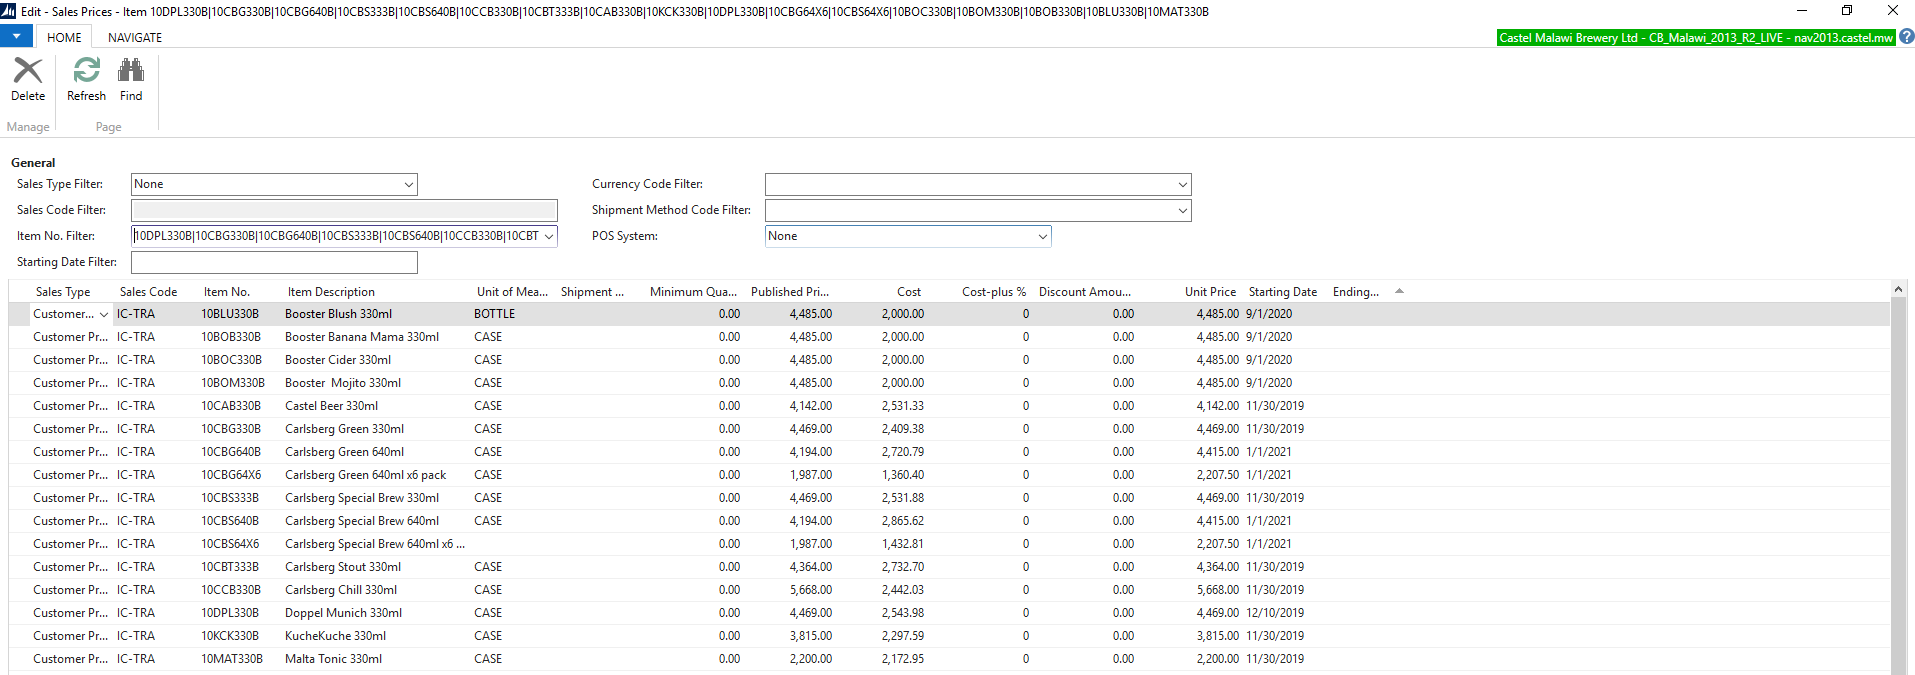 Edit - Sales Prices - Item 10DPL330B|10CBG330B|10CBG640B|10CBS333B|10CBS640B|10CCB330B|10CBT333B|10CAB330B|10KCK330B|10DPL330B|10CBG64X6|10CBS64X6|10BOC330B|10BOM330B|10BOB330B|10BLU330B|10MAT330B
HOME NAVIGATE
Castel Malawi Brewery Ltd - CB_Malawi_2013_R2_LIVE - nav2013.castel.mw
Delete Refresh Find
Manage Page
General
Sales Type Filter: None Currency Code Filter:
Sales Code Filter: Shipment Method Code Filter:
Item No. Filter: 10DPL330B|10CBG330B|10CBG640B|10CBS333B|10CBS640B|10CCB330B|10CBT POS System: None
Starting Date Filter:
Sales Type Sales Code Item No. Item Description Unit of Mea... Shipment ... Minimum Qua... Published Pri... Cost Cost-plus % Discount Amou... Unit Price Starting Date Ending...
Customer... IC-TRA 10BLU330B Booster Blush 330ml BOTTLE 0.00 4,485.00 2,000.00 0 0.00 4,485.00 9/1/2020
Customer Pr... IC-TRA 10BOB330B Booster Banana Mama 330ml CASE 0.00 4,485.00 2,000.00 0 0.00 4,485.00 9/1/2020
Customer Pr... IC-TRA 10BOC330B Booster Cider 330ml CASE 0.00 4,485.00 2,000.00 0 0.00 4,485.00 9/1/2020
Customer Pr... IC-TRA 10BOM330B Booster  Mojito 330ml CASE 0.00 4,485.00 2,000.00 0 0.00 4,485.00 9/1/2020
Customer Pr... IC-TRA 10CAB330B Castel Beer 330ml CASE 0.00 4,142.00 2,531.33 0 0.00 4,142.00 11/30/2019
Customer Pr... IC-TRA 10CBG330B Carlsberg Green 330ml CASE 0.00 4,469.00 2,409.38 0 0.00 4,469.00 11/30/2019
Customer Pr... IC-TRA 10CBG640B Carlsberg Green 640ml CASE 0.00 4,194.00 2,720.79 0 0.00 4,415.00 1/1/2021
Customer Pr... IC-TRA 10CBG64X6 Carlsberg Green 640ml x6 pack CASE 0.00 1,987.00 1,360.40 0 0.00 2,207.50 1/1/2021
Customer Pr... IC-TRA 10CBS333B Carlsberg Special Brew 330ml CASE 0.00 4,469.00 2,531.88 0 0.00 4,469.00 11/30/2019
Customer Pr... IC-TRA 10CBS640B Carlsberg Special Brew 640ml CASE 0.00 4,194.00 2,865.62 0 0.00 4,415.00 1/1/2021
Customer Pr... IC-TRA 10CBS64X6 Carlsberg Special Brew 640ml x6 ... 0.00 1,987.00 1,432.81 0 0.00 2,207.50 1/1/2021
Customer Pr... IC-TRA 10CBT333B Carlsberg Stout 330ml CASE 0.00 4,364.00 2,732.70 0 0.00 4,364.00 11/30/2019
Customer Pr... IC-TRA 10CCB330B Carlsberg Chill 330ml CASE 0.00 5,668.00 2,442.03 0 0.00 5,668.00 11/30/2019
Customer Pr... IC-TRA 10DPL330B Doppel Munich 330ml CASE 0.00 4,469.00 2,543.98 0 0.00 4,469.00 12/10/2019
Customer Pr... IC-TRA 10KCK330B KucheKuche 330ml CASE 0.00 3,815.00 2,297.59 0 0.00 3,815.00 11/30/2019
Customer Pr... IC-TRA 10MAT330B Malta Tonic 330ml CASE 0.00 2,200.00 2,172.95 0 0.00 2,200.00 11/30/2019